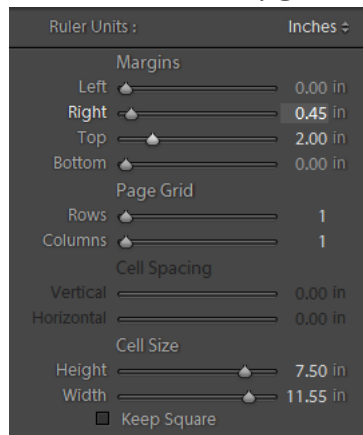 Ruler Units : Inches
Margins
Left 0.00 in
Right 0.45 in
Top 2.00 in
Bottom 0.00 in
Page Grid
Rows 1
Columns 1
Cell Spacing
Vertical 0.00 in
Horizontal 0.00 in
Cell Size
Height 7.50 in
Width 11.55 in
Keep Square